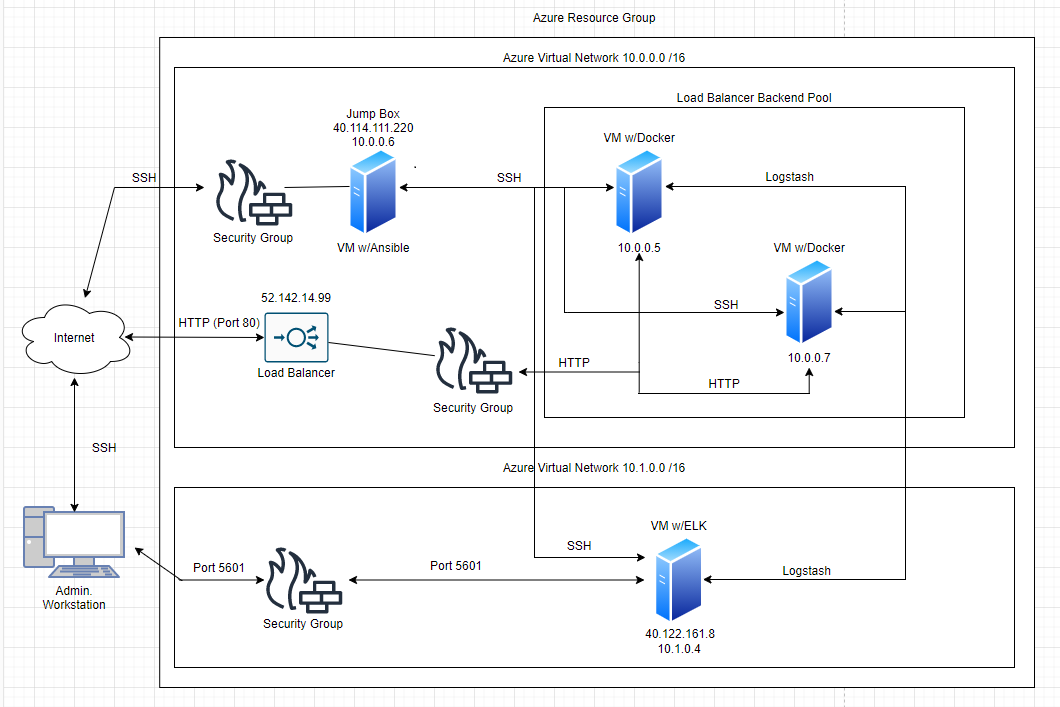 Azure Resource Group
Azure Virtual Network 10.0.0.0 /16
Load Balancer Backend Pool
Jump Box
40.114.111.220
10.0.0.6
VM w/Ansible
SSH
Security Group
SSH
VM w/Docker
10.0.0.5
Logstash
VM w/Docker
10.0.0.7
SSH
52.142.14.99
HTTP (Port 80)
Load Balancer
Internet
Security Group
HTTP
HTTP
SSH
Azure Virtual Network 10.1.0.0 /16
Admin.
Workstation
Port 5601
Security Group
Port 5601
SSH
VM w/ELK
40.122.161.8
10.1.0.4
Logstash